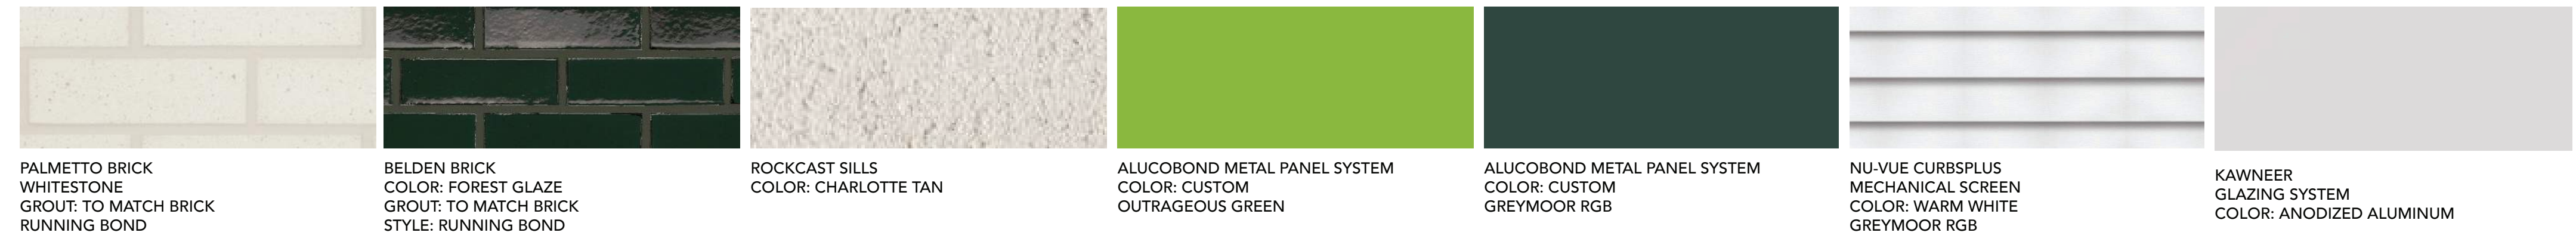 PALMETTO BRICK
WHITESTONE
GROUT: TO MATCH BRICK
RUNNING BOND
BELDEN BRICK
COLOR: FOREST GLAZE
GROUT: TO MATCH BRICK
STYLE: RUNNING BOND
ROCKCAST SILLS
COLOR: CHARLOTTE TAN
ALUCOBOND METAL PANEL SYSTEM
COLOR: CUSTOM
OUTRAGEOUS GREEN
ALUCOBOND METAL PANEL SYSTEM
COLOR: CUSTOM
GREYMOOR RGB
NU-VUE CURBSPLUS
MECHANICAL SCREEN
COLOR: WARM WHITE
GREYMOOR RGB
KAWNEER
GLAZING SYSTEM
COLOR: ANODIZED ALUMINUM